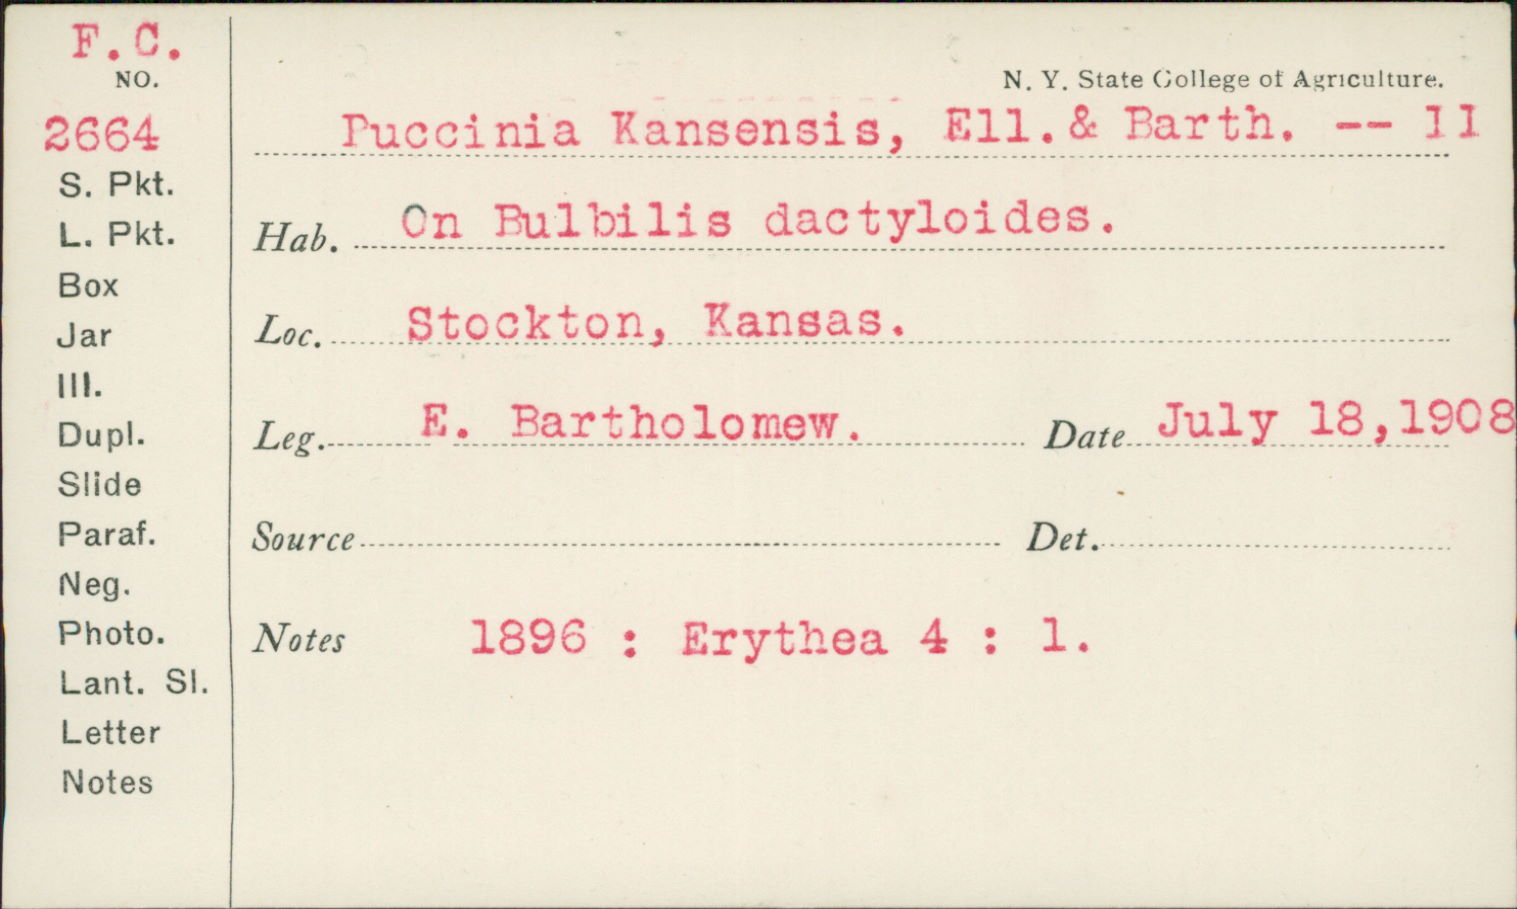 F.C.
NO.
2664
S. Pkt.
L. Pkt.
Box
Jar
Ill.
Dupl.
Slide
Paraf.
Neg.
Photo.
Lant. Sl.
Letter
Notes
N. Y. State College of Agriculture.
Puccinia Kansensis, Ell.& Barth. -- II
Hab. On Bulbilis dactyloides.
Loc. Stockton, Kansas.
Leg. E. Bartholomew. Date July 18,1908
Source Det.
Notes 1896 : Erythea 4 : 1.